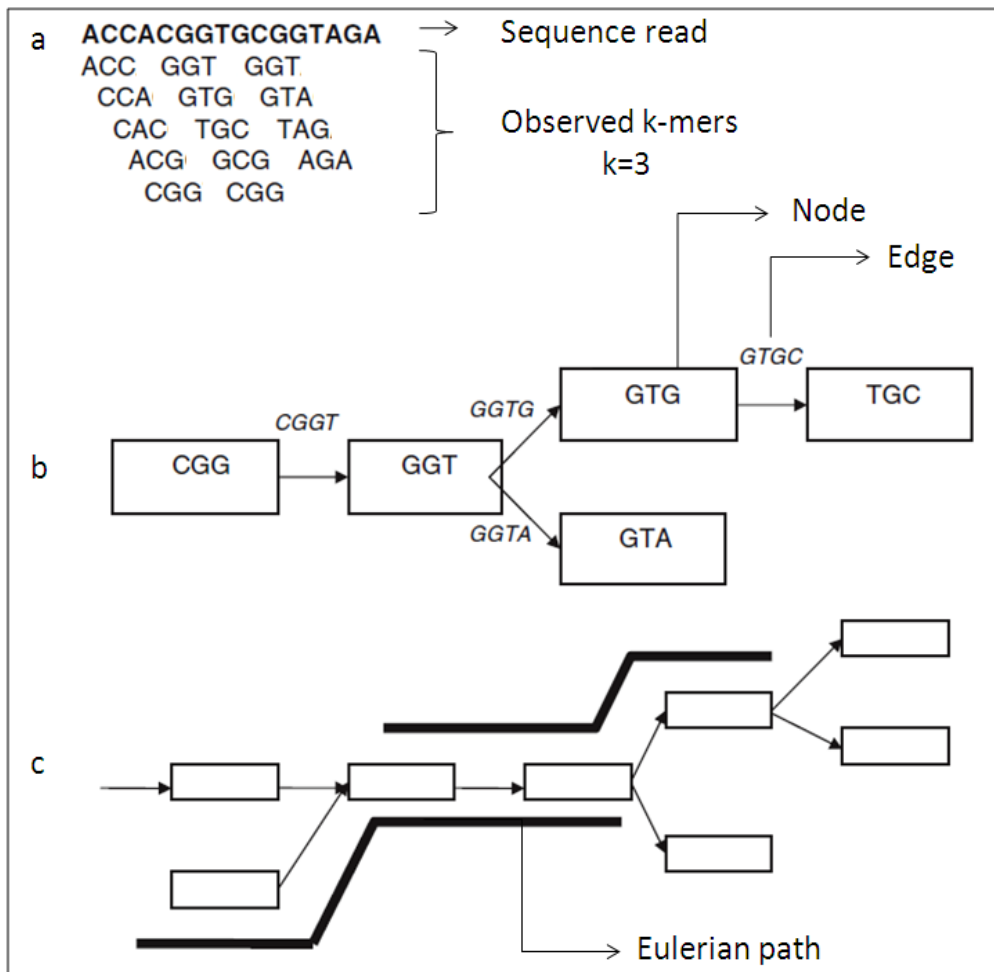 a ACCACGGTGCGGTAGA Sequence read
ACC GGT GGT
CCA GTG GTA
CAC TGC TAG
ACG GCG AGA
CGG CGG
Observed k-mers
k=3
Node
Edge
GTGC
GTG TGC
GGTG
CGGT
b CGG GGT
GGTA
GTA
c
Eulerian path